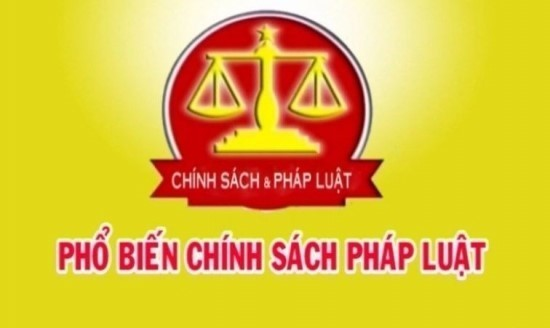 CHÍNH SÁCH & PHÁP LUẬT
PHỔ BIẾN CHÍNH SÁCH PHÁP LUẬT